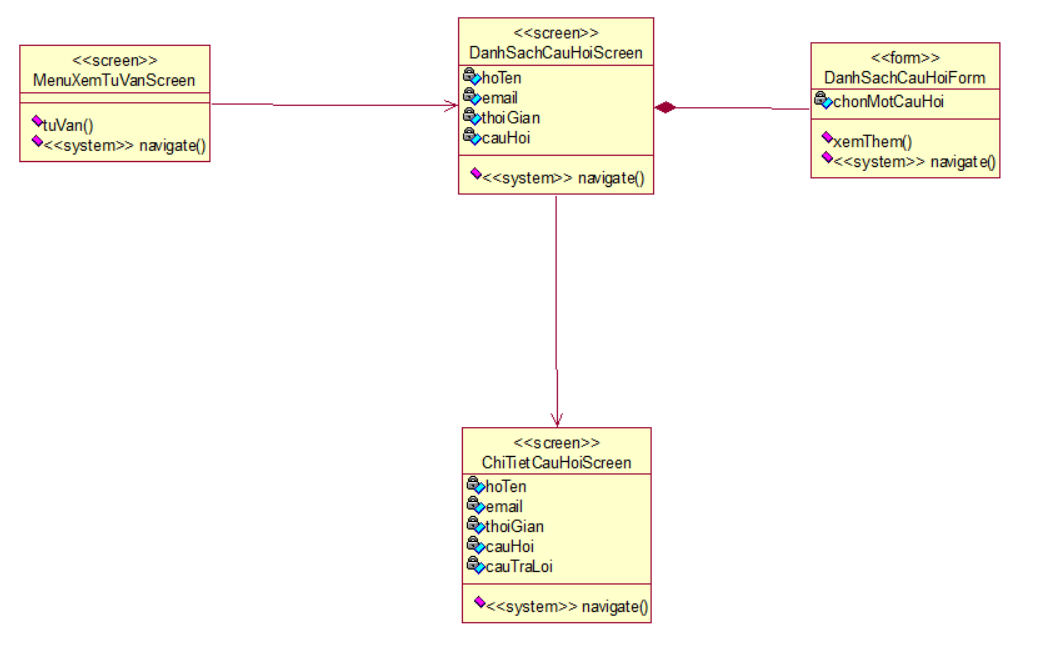 <<screen>>
MenuXemTuVanScreen
tuVan()
<<system>> navigate()
<<screen>>
DanhSachCauHoiScreen
hoTen
email
thoiGian
cauHoi
<<system>> navigate()
<<form>>
DanhSachCauHoiForm
chonMotCauHoi
xemThem()
<<system>> navigate()
<<screen>>
ChiTietCauHoiScreen
hoTen
email
thoiGian
cauHoi
cauTraLoi
<<system>> navigate()